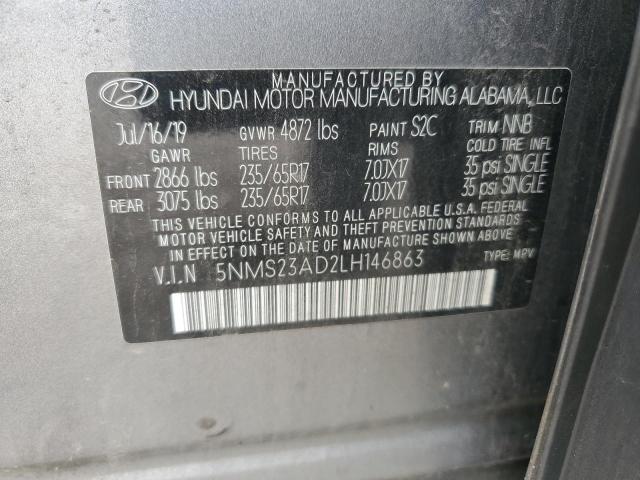 MANUFACTURED BY
HYUNDAI MOTOR MANUFACTURING ALABAMA, LLC
Jul/16/19 GVWR 4872 lbs PAINT S2C TRIM NNB
GAWR TIRES RIMS COLD TIRE INFL
FRONT 2866 lbs 235/65R17 7.0JX17 35 psi SINGLE
REAR 3075 lbs 235/65R17 7.0JX17 35 psi SINGLE
THIS VEHICLE CONFORMS TO ALL APPLICABLE U.S.A. FEDERAL
MOTOR VEHICLE SAFETY AND THEFT PREVENTION STANDARDS
IN EFFECT ON THE DATE OF MANUFACTURE SHOWN ABOVE.
V.I.N 5NMS23AD2LH146863 TYPE: MPV